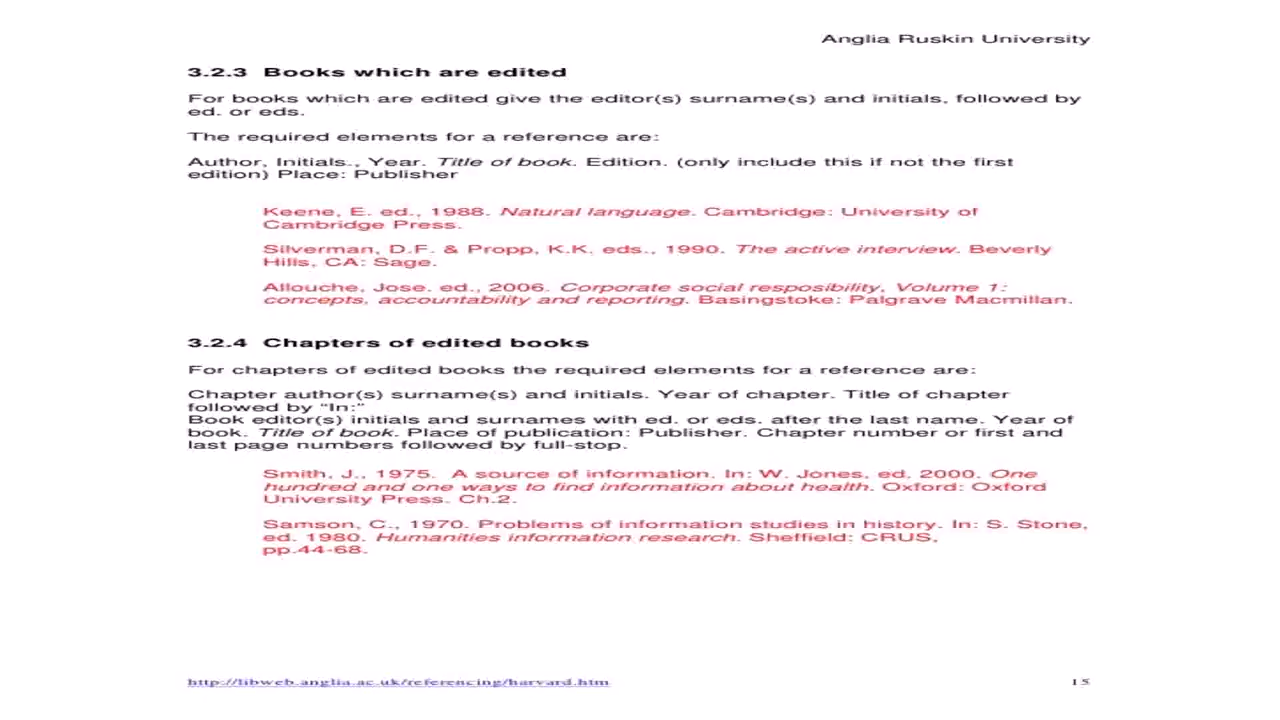 Anglia Ruskin University
3.2.3 Books which are edited
For books which are edited give the editor(s) surname(s) and initials, followed by
ed. or eds.
The required elements for a reference are:
Author, Initials., Year. Title of book. Edition. (only include this if not the first
edition) Place: Publisher
Keene, E. ed., 1988. Natural language. Cambridge: University of
Cambridge Press.
Silverman, D.F. & Propp, K.K. eds., 1990. The active interview. Beverly
Hills, CA: Sage.
Allouche, Jose. ed., 2006. Corporate social resposibility, Volume 1:
concepts, accountability and reporting. Basingstoke: Palgrave Macmillan.
3.2.4 Chapters of edited books
For chapters of edited books the required elements for a reference are:
Chapter author(s) surname(s) and initials. Year of chapter. Title of chapter
followed by "In:"
Book editor(s) initials and surnames with ed. or eds. after the last name. Year of
book. Title of book. Place of publication: Publisher. Chapter number or first and
last page numbers followed by full-stop.
Smith, J., 1975. A source of information. In: W. Jones, ed. 2000. One
hundred and one ways to find information about health. Oxford: Oxford
University Press. Ch.2.
Samson, C., 1970. Problems of information studies in history. In: S. Stone,
ed. 1980. Humanities information research. Sheffield: CRUS,
pp.44-68.
http://libweb.anglia.ac.uk/referencing/harvard.htm
15